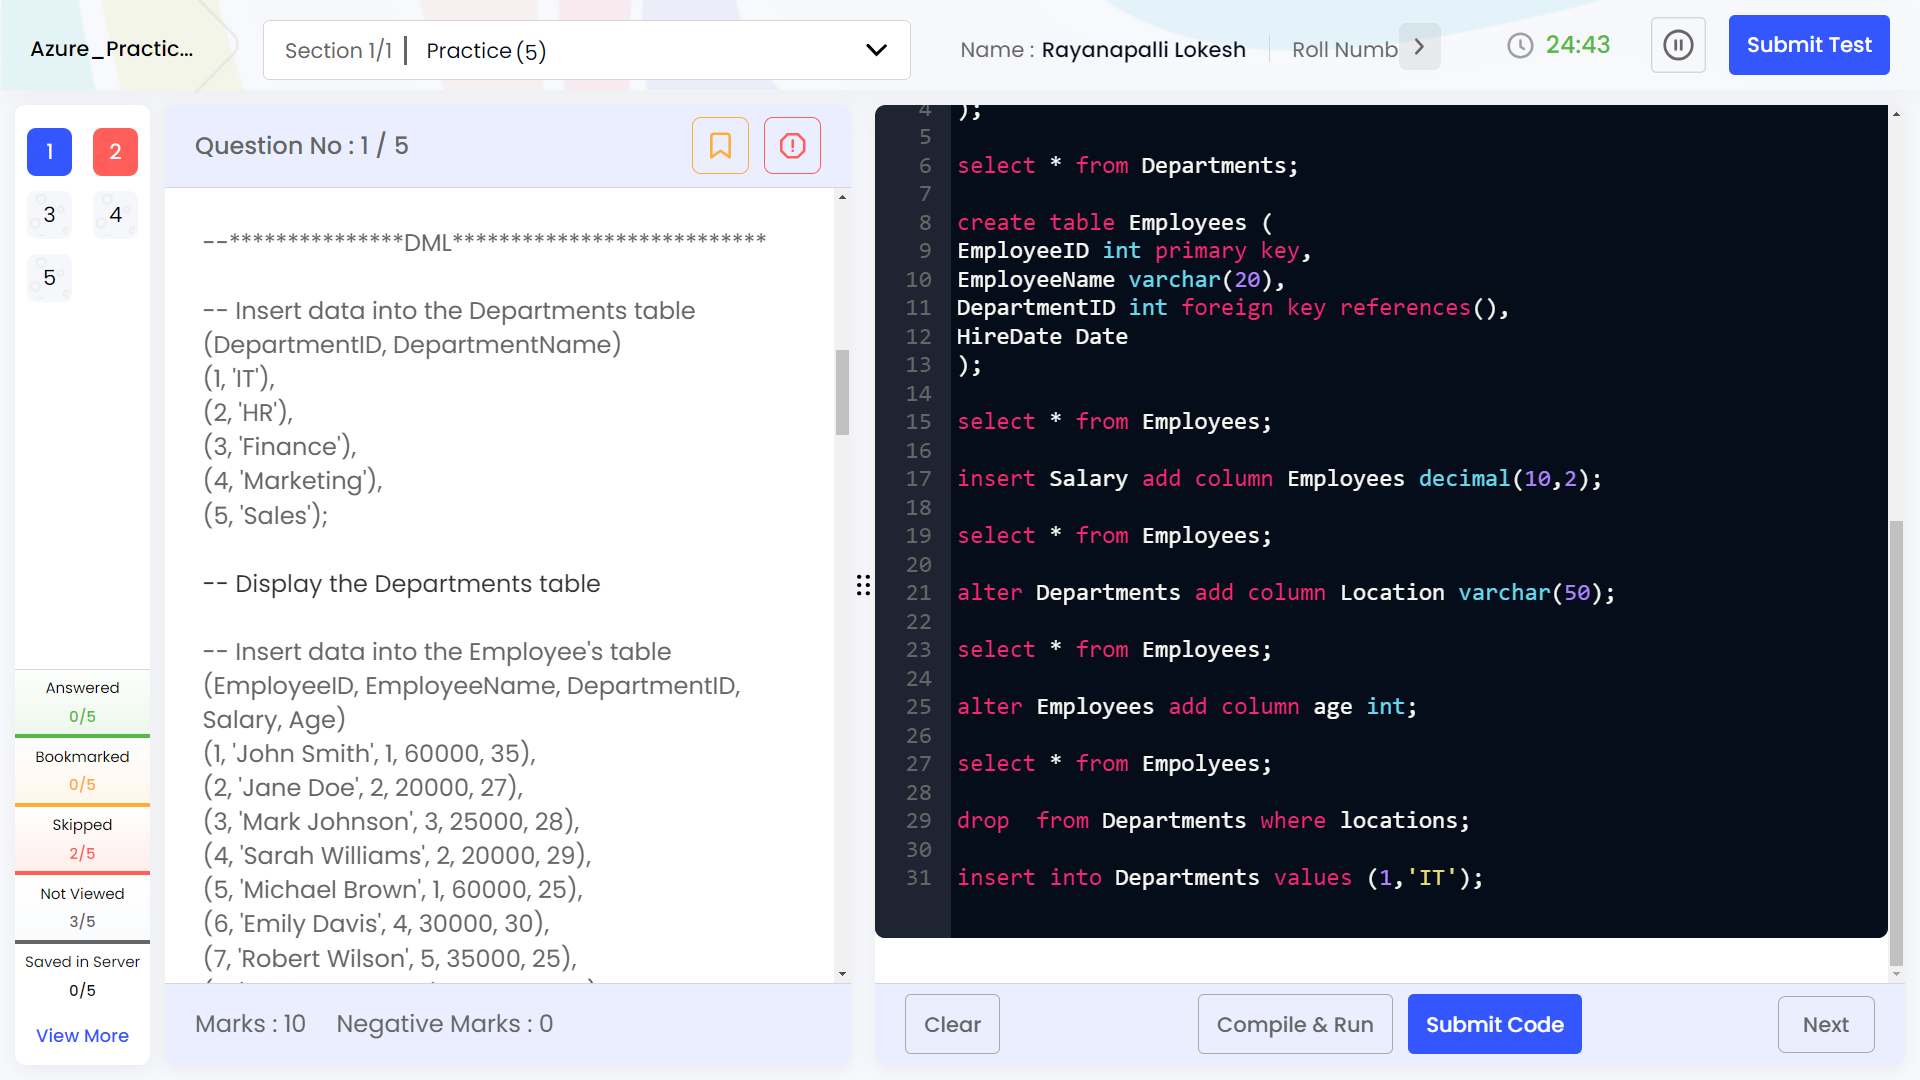 Azure_Practic...
Section 1/1 | Practice (5)
Name : Rayanapalli Lokesh
Roll Numb
24:43
Submit Test
1
2
3
4
5
Question No : 1 / 5
--***************DML***************************
-- Insert data into the Departments table
(DepartmentID, DepartmentName)
(1, 'IT'),
(2, 'HR'),
(3, 'Finance'),
(4, 'Marketing'),
(5, 'Sales');
-- Display the Departments table
-- Insert data into the Employee's table
(EmployeeID, EmployeeName, DepartmentID,
Salary, Age)
(1, 'John Smith', 1, 60000, 35),
(2, 'Jane Doe', 2, 20000, 27),
(3, 'Mark Johnson', 3, 25000, 28),
(4, 'Sarah Williams', 2, 20000, 29),
(5, 'Michael Brown', 1, 60000, 25),
(6, 'Emily Davis', 4, 30000, 30),
(7, 'Robert Wilson', 5, 35000, 25),
Marks : 10 Negative Marks : 0
Answered
0/5
Bookmarked
0/5
Skipped
2/5
Not Viewed
3/5
Saved in Server
0/5
View More
4 );
5
6 select * from Departments;
7
8 create table Employees (
9 EmployeeID int primary key,
10 EmployeeName varchar(20),
11 DepartmentID int foreign key references(),
12 HireDate Date
13 );
14
15 select * from Employees;
16
17 insert Salary add column Employees decimal(10,2);
18
19 select * from Employees;
20
21 alter Departments add column Location varchar(50);
22
23 select * from Employees;
24
25 alter Employees add column age int;
26
27 select * from Empolyees;
28
29 drop  from Departments where locations;
30
31 insert into Departments values (1,'IT');
Clear
Compile & Run
Submit Code
Next